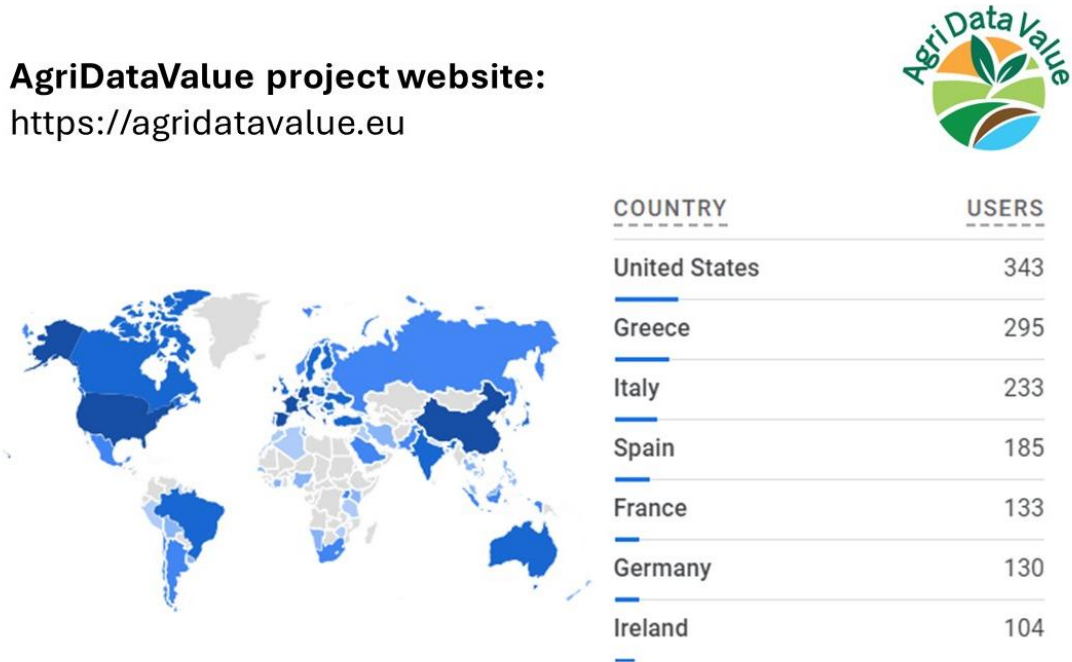 AgriDataValue project website:
https://agridatavalue.eu
Agri Data Value
COUNTRY USERS
United States 343
Greece 295
Italy 233
Spain 185
France 133
Germany 130
Ireland 104